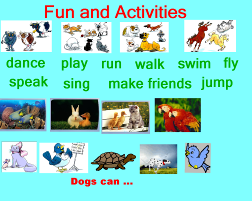 Fun and Activities
dance play run walk swim fly
speak sing make friends jump
Dogs can ...